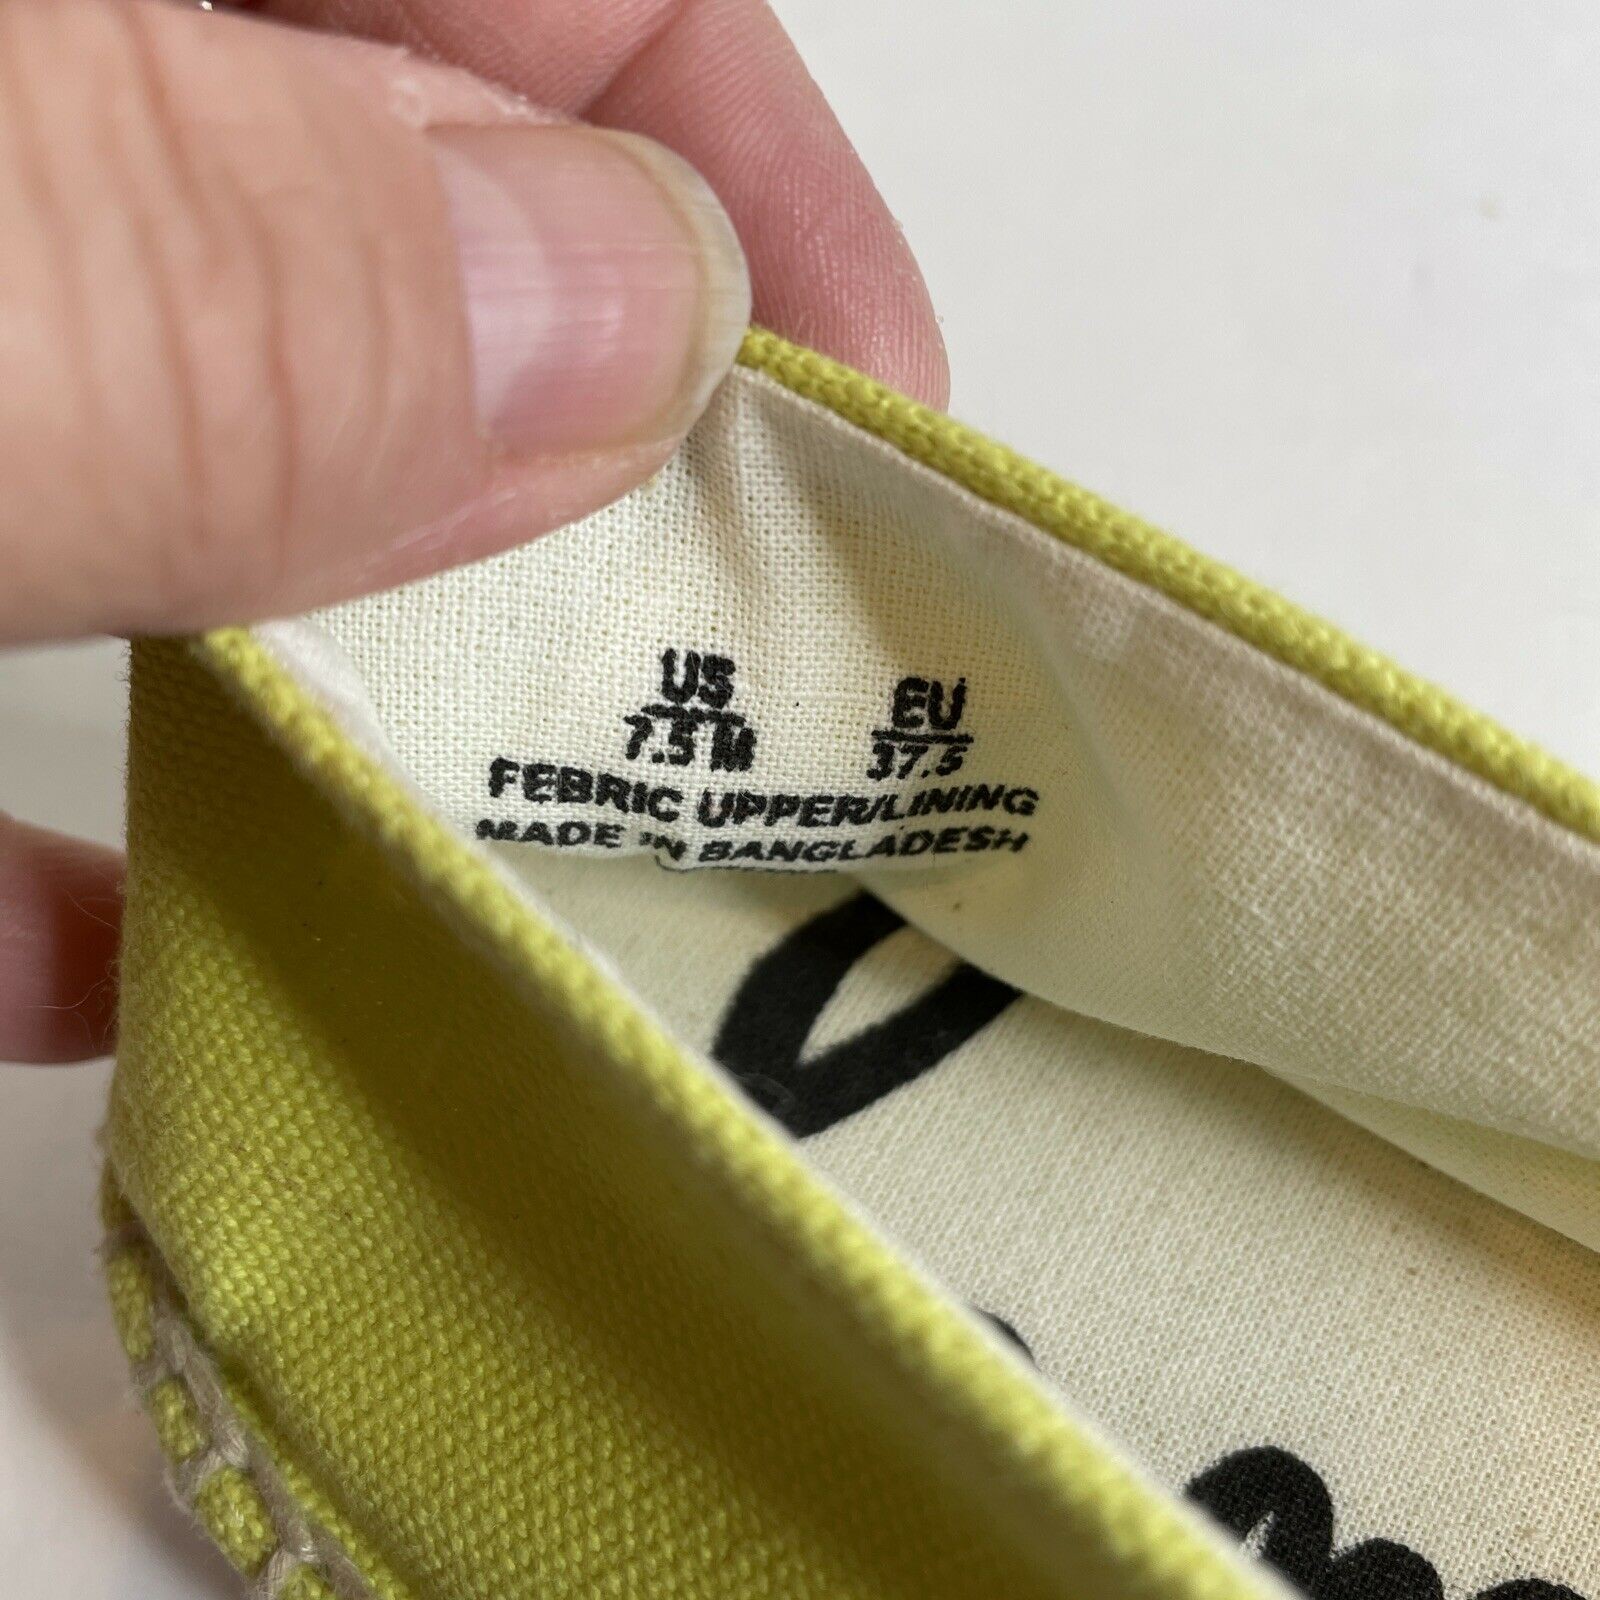 US EU
7.5 M 37.5
FEBRIC UPPER/LINING
MADE IN BANGLADESH